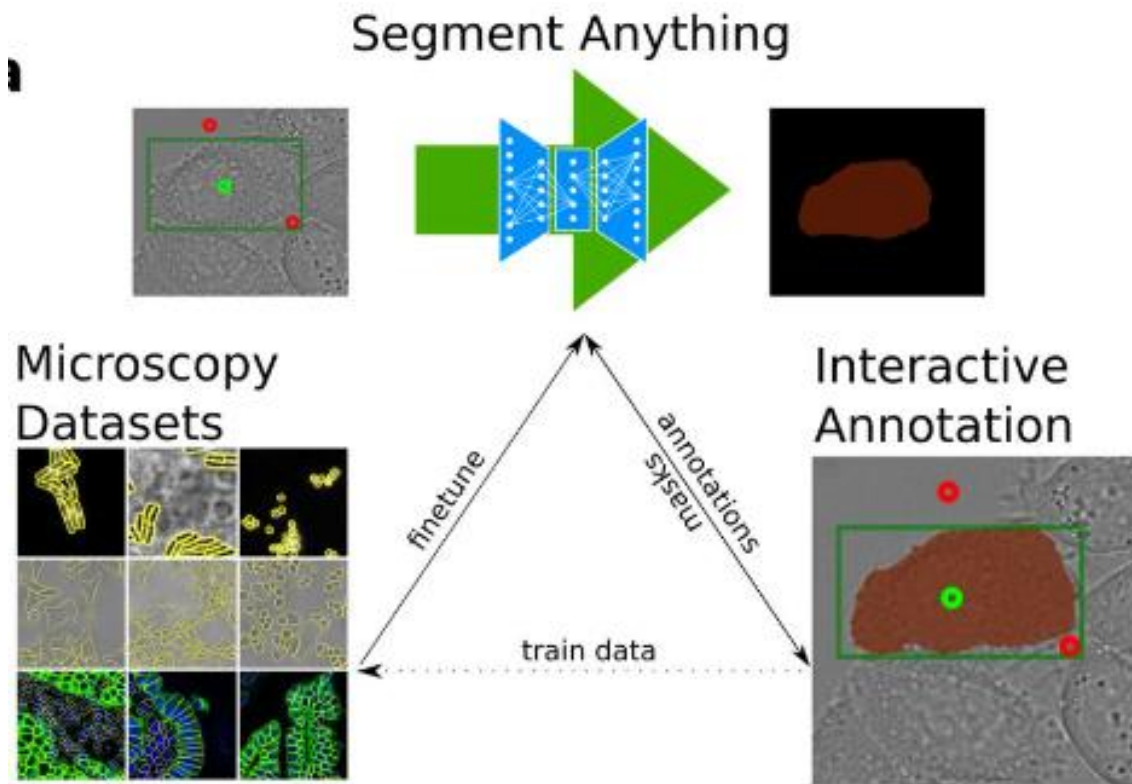 a
Segment Anything
Microscopy
Datasets
Interactive
Annotation
finetune
annotations
masks
train data